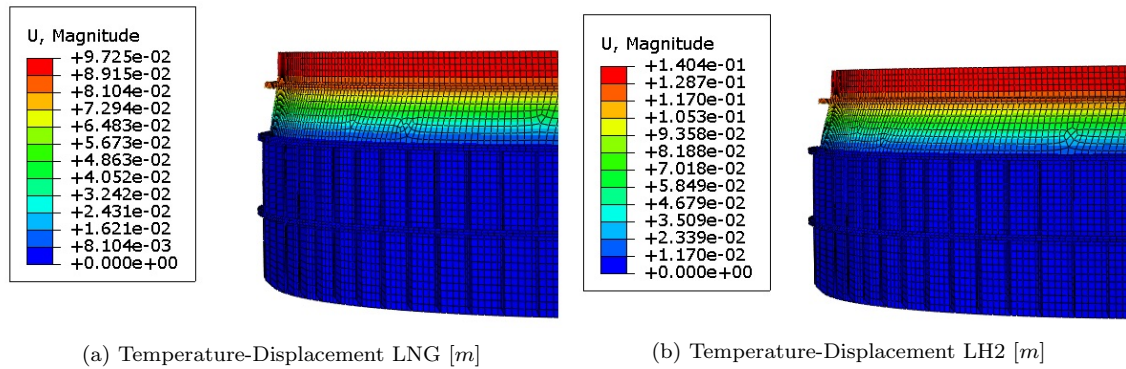 U, Magnitude
+9.725e-02
+8.915e-02
+8.104e-02
+7.294e-02
+6.483e-02
+5.673e-02
+4.863e-02
+4.052e-02
+3.242e-02
+2.431e-02
+1.621e-02
+8.104e-03
+0.000e+00
(a) Temperature-Displacement LNG [m]
U, Magnitude
+1.404e-01
+1.287e-01
+1.170e-01
+1.053e-01
+9.358e-02
+8.188e-02
+7.018e-02
+5.849e-02
+4.679e-02
+3.509e-02
+2.339e-02
+1.170e-02
+0.000e+00
(b) Temperature-Displacement LH2 [m]